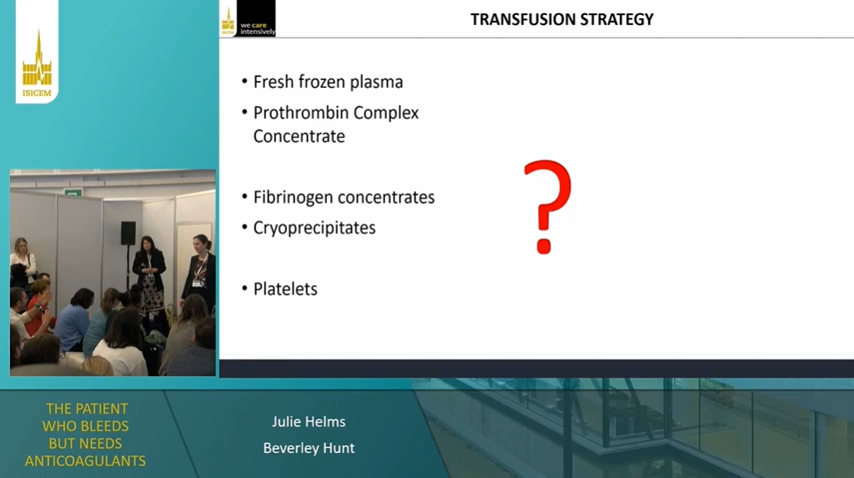 ISICEM
we care
intensively
TRANSFUSION STRATEGY
• Fresh frozen plasma
• Prothrombin Complex
Concentrate
• Fibrinogen concentrates
• Cryoprecipitates
• Platelets
?
THE PATIENT
WHO BLEEDS
BUT NEEDS
ANTICOAGULANTS
Julie Helms
Beverley Hunt